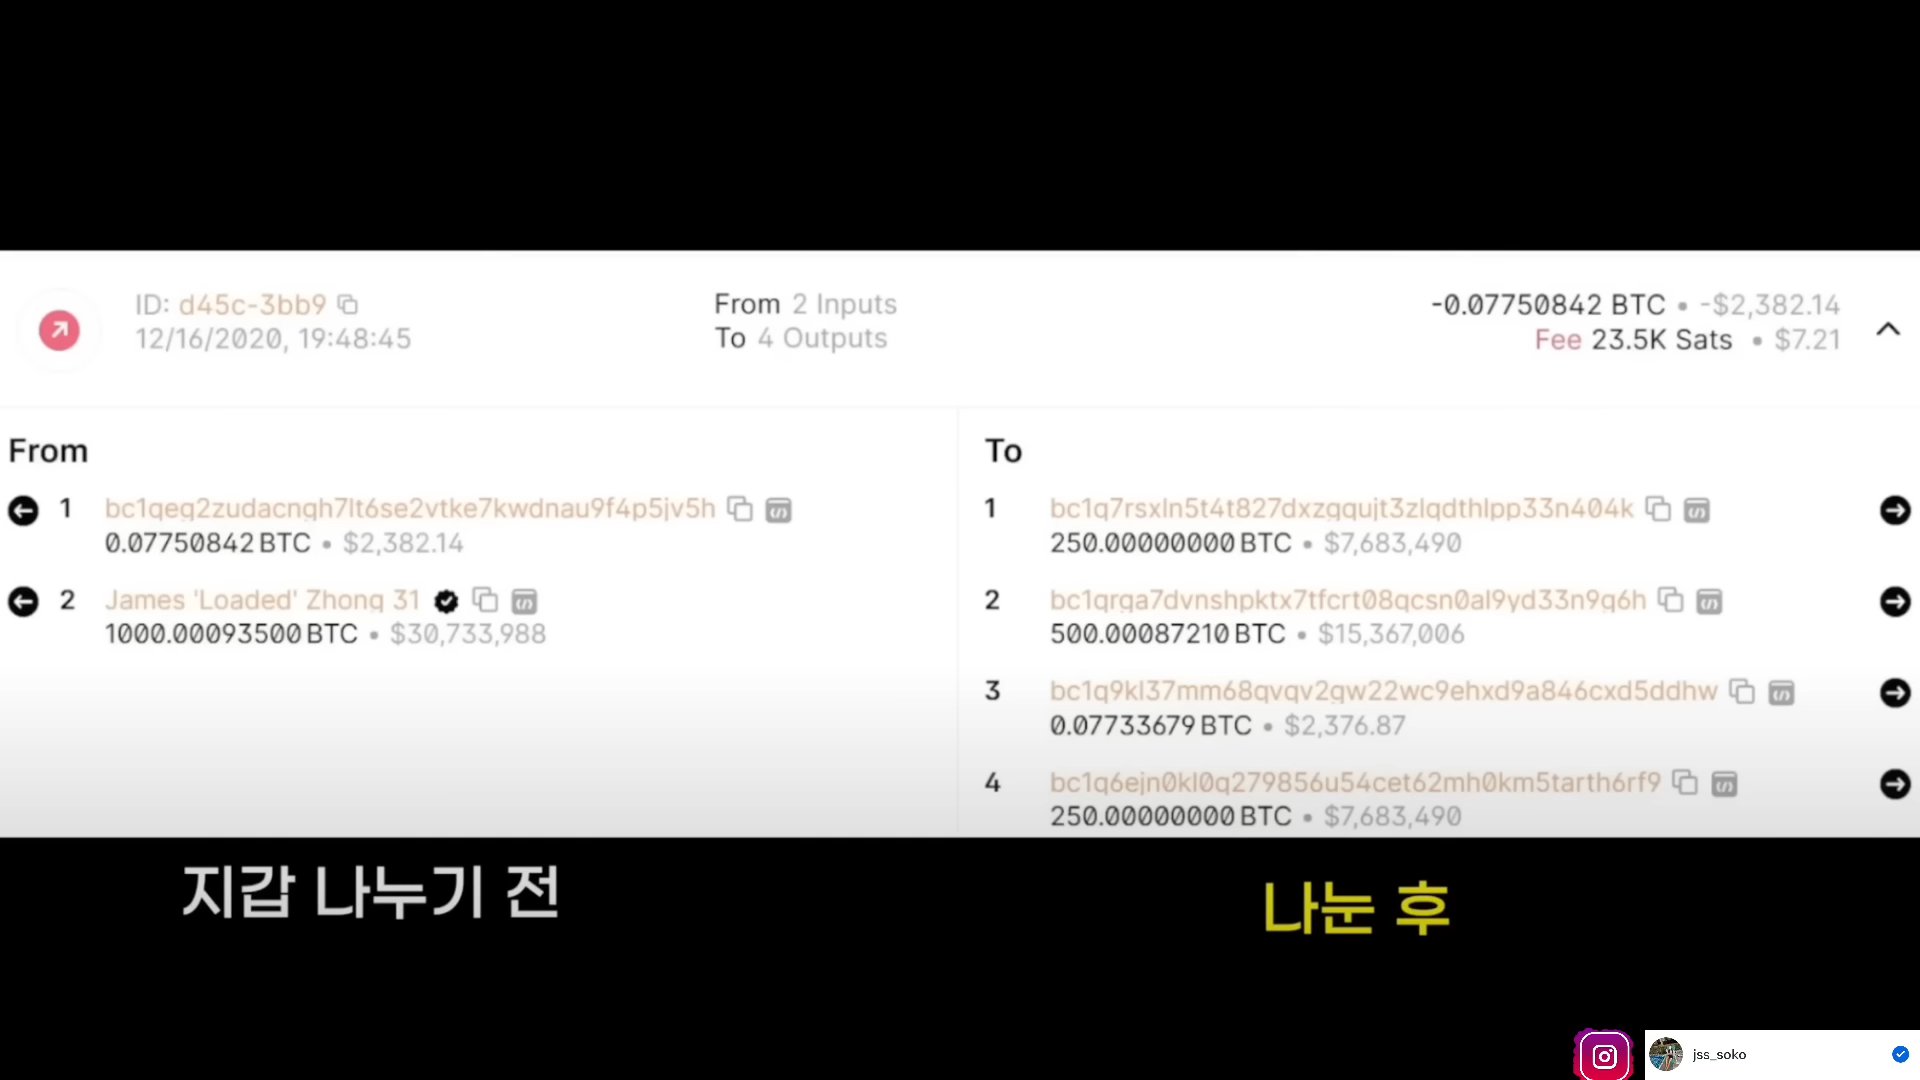 ID: d45c-3bb9
12/16/2020, 19:48:45
From 2 Inputs
To 4 Outputs
-0.07750842 BTC • -$2,382.14
Fee 23.5K Sats • $7.21
From
1 bc1qeg2zudacngh7lt6se2vtke7kwdnau9f4p5jv5h
0.07750842 BTC • $2,382.14
2 James 'Loaded' Zhong 31
1000.00093500 BTC • $30,733,988
To
1 bc1q7rsxln5t4t827dxzgqujt3zlqdthlpp33n404k
250.00000000 BTC • $7,683,490
2 bc1qrga7dvnshpktx7tfcrt08qcsn0al9yd33n9g6h
500.00087210 BTC • $15,367,006
3 bc1q9kl37mm68qvqv2gw22wc9ehxd9a846cxd5ddhw
0.07733679 BTC • $2,376.87
4 bc1q6ejn0kl0q279856u54cet62mh0km5tarth6rf9
250.00000000 BTC • $7,683,490
지갑 나누기 전
나눈 후
jss_soko